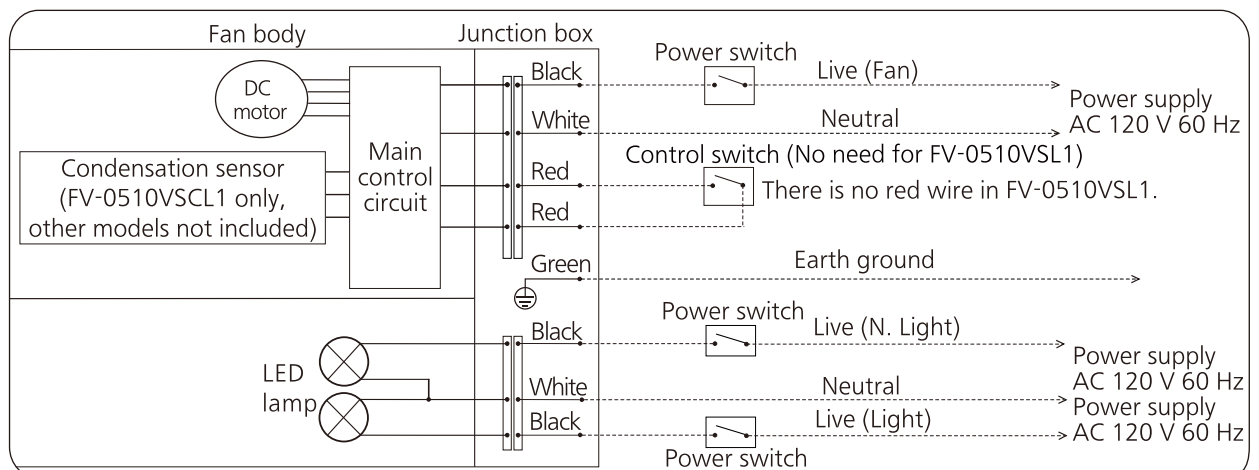 Fan body
Junction box
Power switch
DC
motor
Black
Live (Fan)
Power supply
AC 120 V 60 Hz
White
Neutral
Main
control
circuit
Condensation sensor
(FV-0510VSCL1 only,
other models not included)
Control switch (No need for FV-0510VSL1)
Red
There is no red wire in FV-0510VSL1.
Red
Green
Earth ground
Power switch
Black
Live (N. Light)
Power supply
AC 120 V 60 Hz
LED
lamp
White
Neutral
Power supply
AC 120 V 60 Hz
Black
Live (Light)
Power switch